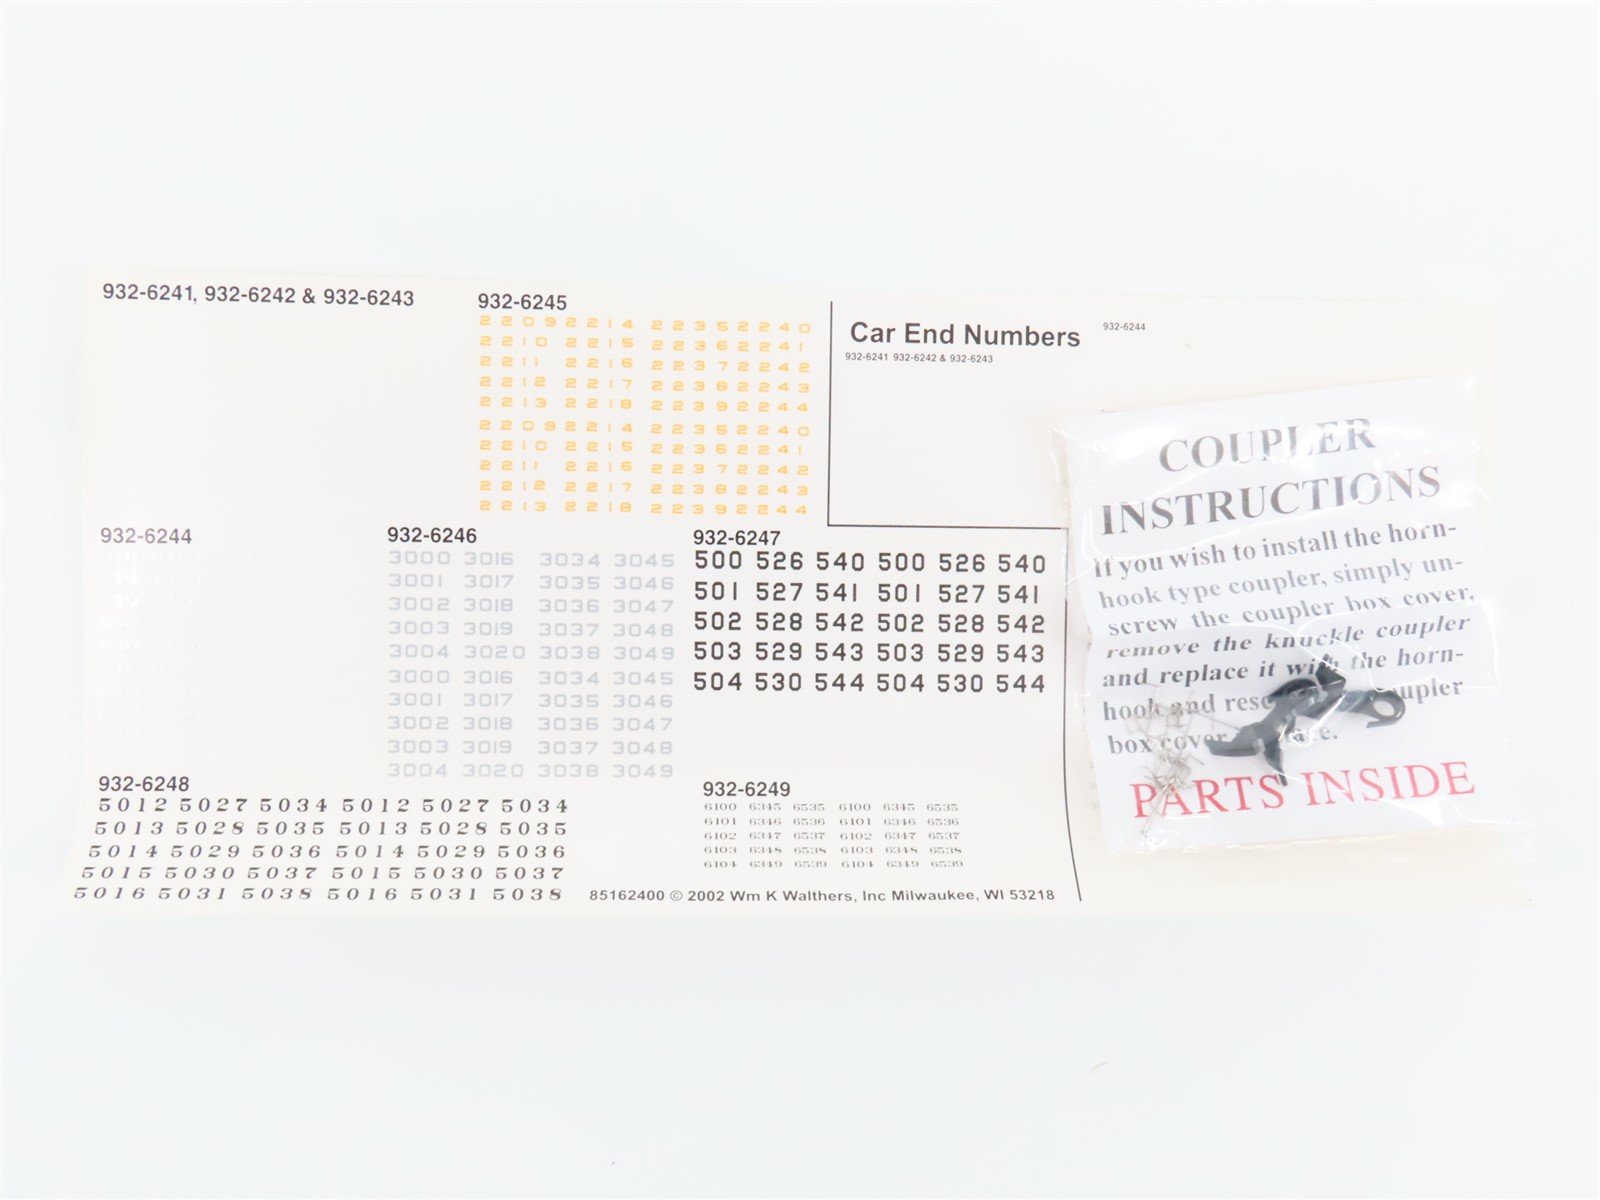 932-6241, 932-6242 & 932-6243
932-6245
2209 2214 2235 2240
2210 2215 2236 2241
2211 2216 2237 2242
2212 2217 2238 2243
2213 2218 2239 2244
2209 2214 2235 2240
2210 2215 2236 2241
2211 2216 2237 2242
2212 2217 2238 2243
2213 2218 2239 2244
Car End Numbers
932-6244
932-6241 932-6242 & 932-6243
932-6244
932-6246
3000 3016 3034 3045
3001 3017 3035 3046
3002 3018 3036 3047
3003 3019 3037 3048
3004 3020 3038 3049
3000 3016 3034 3045
3001 3017 3035 3046
3002 3018 3036 3047
3003 3019 3037 3048
3004 3020 3038 3049
932-6247
500 526 540 500 526 540
501 527 541 501 527 541
502 528 542 502 528 542
503 529 543 503 529 543
504 530 544 504 530 544
932-6248
5012 5027 5034 5012 5027 5034
5013 5028 5035 5013 5028 5035
5014 5029 5036 5014 5029 5036
5015 5030 5037 5015 5030 5037
5016 5031 5038 5016 5031 5038
932-6249
6100 6345 6535 6100 6345 6535
6101 6346 6536 6101 6346 6536
6102 6347 6537 6102 6347 6537
6103 6348 6538 6103 6348 6538
6104 6349 6539 6104 6349 6539
85162400 © 2002 Wm K Walthers, Inc Milwaukee, WI 53218
COUPLER
INSTRUCTIONS
If you wish to install the horn-
hook type coupler, simply un-
screw the coupler box cover,
remove the knuckle coupler
and replace it with the horn-
hook and coupler
box cover
PARTS INSIDE